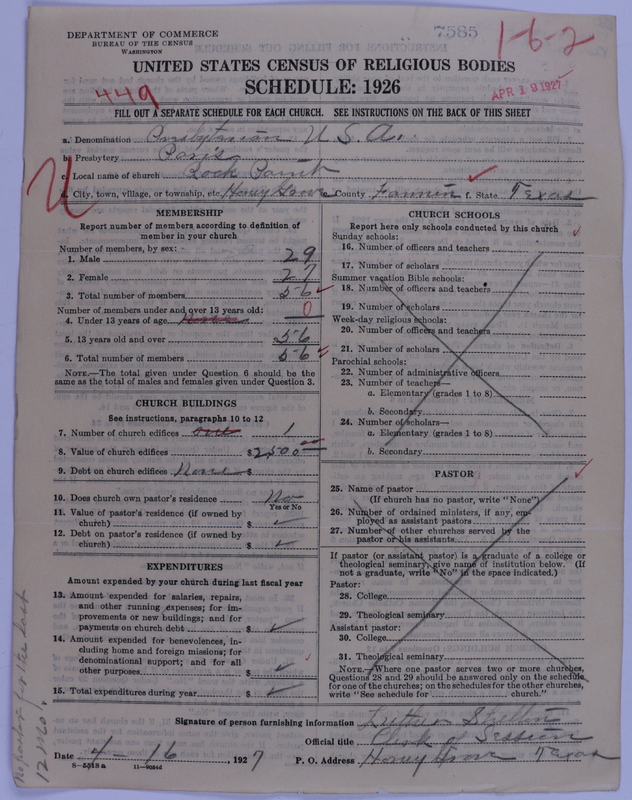 DEPARTMENT OF COMMERCE
BUREAU OF THE CENSUS
WASHINGTON
7585
1-6-2
UNITED STATES CENSUS OF RELIGIOUS BODIES
SCHEDULE: 1926
449
APR 19 1927
FILL OUT A SEPARATE SCHEDULE FOR EACH CHURCH. SEE INSTRUCTIONS ON THE BACK OF THIS SHEET
a. Denomination Presbyterian U S A.
b. Presbytery Paris
c. Local name of church Lock Point
d. City, town, village, or township, etc. Honey Grove e. County Fannin f. State Texas
MEMBERSHIP
Report number of members according to definition of
member in your church
Number of members, by sex:
1. Male 29
2. Female 27
3. Total number of members 56
Number of members under and over 13 years old:
4. Under 13 years of age 0
5. 13 years old and over 56
6. Total number of members 56
NOTE.—The total given under Question 6 should be
same as the total of males and females given under Question 3.
CHURCH BUILDINGS
See instructions, paragraphs 10 to 12
7. Number of church edifices one 1
8. Value of church edifices $2,500.00
9. Debt on church edifices None $
10. Does church own pastor's residence No
Yes or No
11. Value of pastor's residence (if owned by
church) $ ✓
12. Debt on pastor's residence (if owned by
church) $ ✓
EXPENDITURES
Amount expended by your church during last fiscal year
13. Amount expended for salaries, repairs,
and other running expenses; for im-
provements or new buildings; and for
payments on church debt $ ✓
14. Amount expended for benevolences, in-
cluding home and foreign missions; for
denominational support; and for all
other purposes $ ✓
15. Total expenditures during year $ ✓
CHURCH SCHOOLS
Report here only schools conducted by this church
Sunday schools:
16. Number of officers and teachers
17. Number of scholars
Summer vacation Bible schools:
18. Number of officers and teachers
19. Number of scholars
Week-day religious schools:
20. Number of officers and teachers
21. Number of scholars
Parochial schools:
22. Number of administrative officers
23. Number of teachers—
a. Elementary (grades 1 to 8)
b. Secondary
24. Number of scholars—
a. Elementary (grades 1 to 8)
b. Secondary
PASTOR
25. Name of pastor
(If church has no pastor, write "None")
26. Number of ordained ministers, if any, em-
ployed as assistant pastors
27. Number of other churches served by the
pastor or his assistants
If pastor (or assistant pastor) is a graduate of a college or
theological seminary, give name of institution below. (If
not a graduate, write "No" in the space indicated.)
Pastor:
28. College
29. Theological seminary
Assistant pastor:
30. College
31. Theological seminary
NOTE.—Where one pastor serves two or more churches,
Questions 28 and 29 should be answered only on the schedule
for one of the churches; on the schedules for the other churches,
write "See schedule for church."
Signature of person furnishing information Luther
Official title Clerk of Session
Date 4-16, 1927 P. O. Address Honey Grove Texas
8-5518a 11-9054d
No pastor for the last
12 mo.